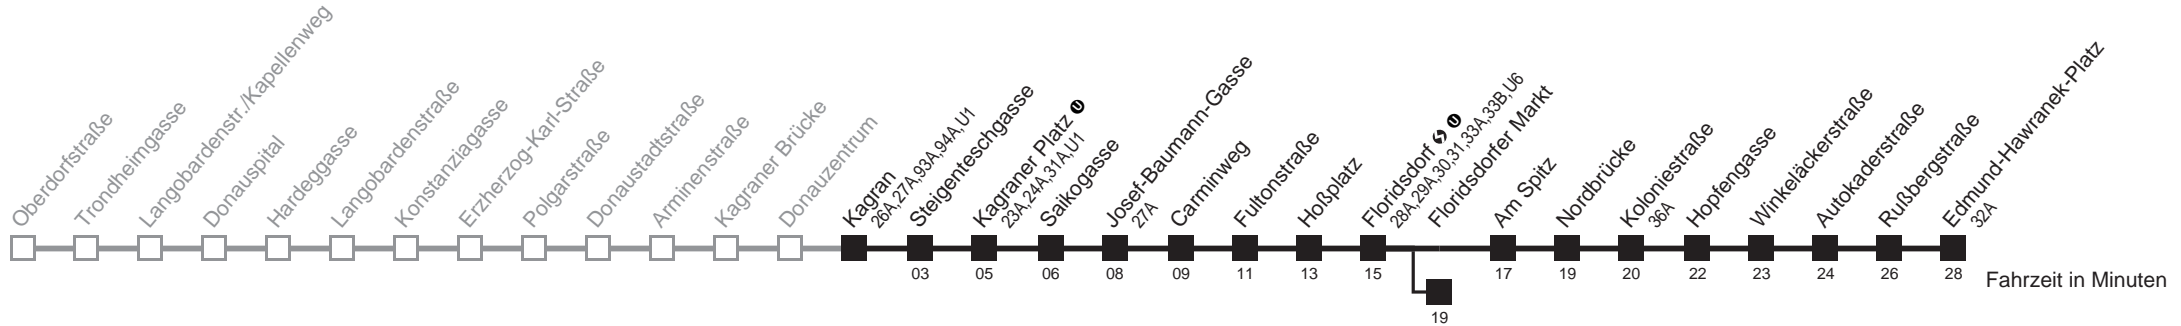 Oberdorfstraße
Trondheimgasse
Langobardenstr./Kapellenweg
Donauspital
Hardeggasse
Langobardenstraße
Konstanziagasse
Erzherzog-Karl-Straße
Polgarstraße
Donaustadtstraße
Arminenstraße
Kagraner Brücke
Donauzentrum
Kagran
26A,27A,93A,94A,U1
Steigenteschgasse
Kagraner Platz U
23A,24A,31A,U1
Saikogasse
Josef-Baumann-Gasse
27A
Carminweg
Fultonstraße
Hoßplatz
Floridsdorf S U
28A,29A,30,31,33A,33B,U6
Floridsdorfer Markt
Am Spitz
Nordbrücke
Koloniestraße
36A
Hopfengasse
Winkeläckerstraße
Autokaderstraße
Rußbergstraße
Edmund-Hawranek-Platz
32A
03 05 06 08 09 11 13 15 17 19 20 22 23 24 26 28
Fahrzeit in Minuten
19